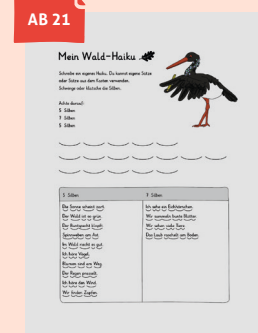 AB 21
Mein Wald-Haiku
Schreibe ein eigenes Haiku. Du kannst eigene Sätze
oder Sätze aus dem Kasten verwenden.
Schwinge oder klatsche die Silben.
Achte darauf:
5 Silben
7 Silben
5 Silben
5 Silben
7 Silben
Die Sonne scheint zart.
Ich sehe ein Eichhörnchen.
Der Wald ist so grün.
Wir sammeln bunte Blätter.
Der Buntspecht klopft
Wir sehen viele Tiere.
Spinnweben am Ast.
Das Laub raschelt am Boden.
Im Wald riecht es gut.
Ich höre Vögel.
Blumen sind am Weg.
Der Regen prasselt.
Ich höre den Wind.
Wir finden Zapfen.